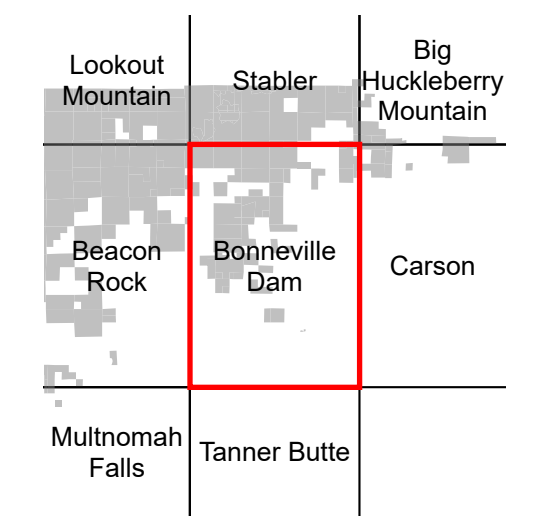 Lookout
Mountain
Stabler
Big
Huckleberry
Mountain
Beacon
Rock
Bonneville
Dam
Carson
Multnomah
Falls
Tanner Butte